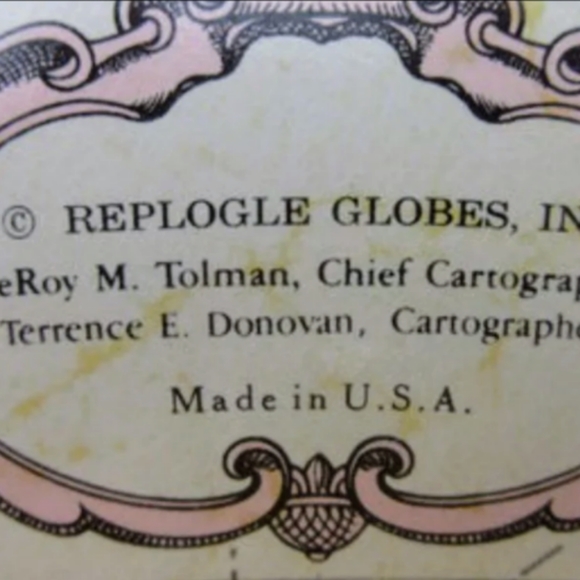 © REPLOGLE GLOBES, IN
eRoy M. Tolman, Chief Cartograp
Terrence E. Donovan, Cartographe
Made in U.S.A.